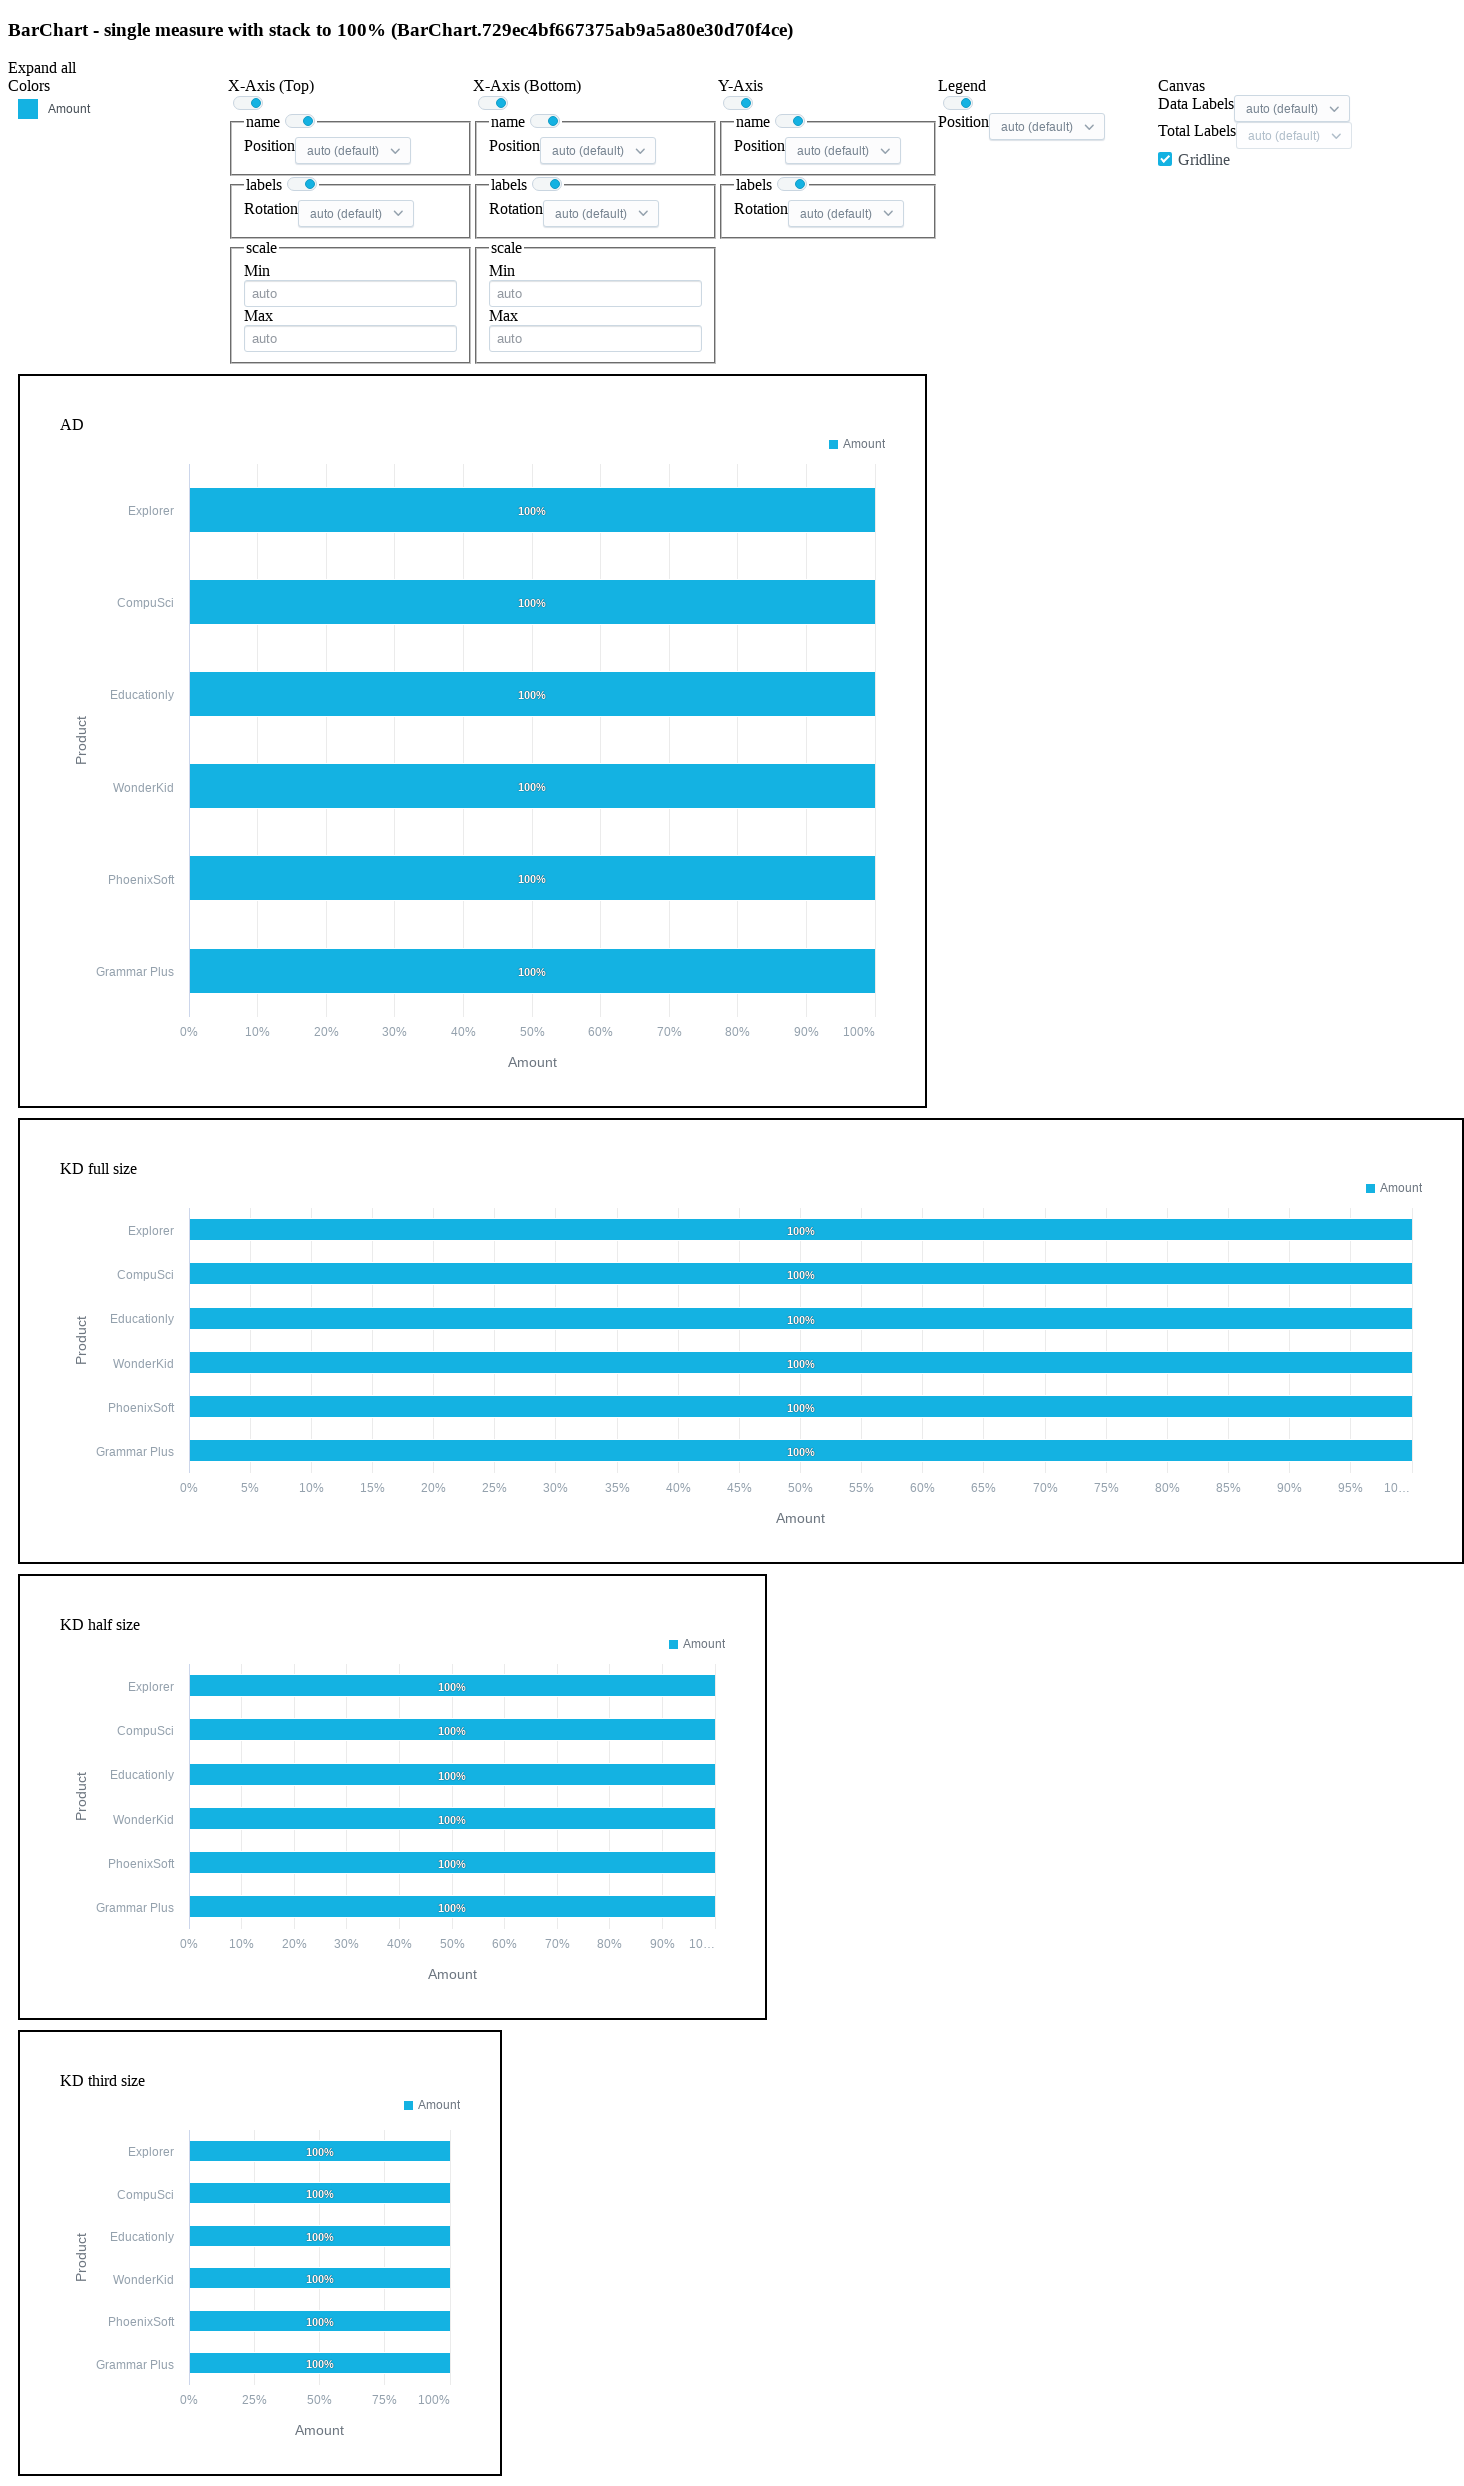 BarChart - single measure with stack to 100% (BarChart.729ec4bf667375ab9a5a80e30d70f4ce)
Expand all
Colors
Amount
X-Axis (Top)
name
Position auto (default)
labels
Rotation auto (default)
scale
Min
auto
Max
auto
X-Axis (Bottom)
name
Position auto (default)
labels
Rotation auto (default)
scale
Min
auto
Max
auto
Y-Axis
name
Position auto (default)
labels
Rotation auto (default)
Legend
Position auto (default)
Canvas
Data Labels auto (default)
Total Labels auto (default)
Gridline
AD
Amount
Explorer 100%
CompuSci 100%
Educationly 100%
Product
WonderKid 100%
PhoenixSoft 100%
Grammar Plus 100%
0% 10% 20% 30% 40% 50% 60% 70% 80% 90% 100%
Amount
KD full size
Amount
Explorer 100%
CompuSci 100%
Educationly 100%
Product
WonderKid 100%
PhoenixSoft 100%
Grammar Plus 100%
0% 5% 10% 15% 20% 25% 30% 35% 40% 45% 50% 55% 60% 65% 70% 75% 80% 85% 90% 95% 10...
Amount
KD half size
Amount
Explorer 100%
CompuSci 100%
Educationly 100%
Product
WonderKid 100%
PhoenixSoft 100%
Grammar Plus 100%
0% 10% 20% 30% 40% 50% 60% 70% 80% 90% 10...
Amount
KD third size
Amount
Explorer 100%
CompuSci 100%
Educationly 100%
Product
WonderKid 100%
PhoenixSoft 100%
Grammar Plus 100%
0% 25% 50% 75% 100%
Amount